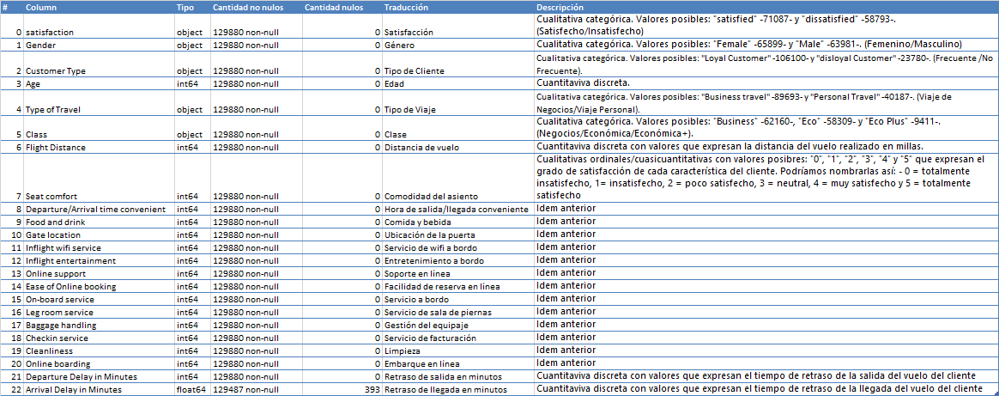 # Column Tipo Cantidad no nulos Cantidad nulos Traducción Descripción
Cualitativa categórica. Valores posibles: "satisfied" -71087- y "dissatisfied" -58793-.
0 satisfaction object 129880 non-null 0 Satisfacción (Satisfecho/Insatisfecho)
1 Gender object 129880 non-null 0 Género Cualitativa categórica. Valores posibles: "Female" -65899- y "Male" -63981-. (Femenino/Masculino)
Cualitativa categórica. Valores posibles: "Loyal Customer" -106100- y "disloyal Customer" -23780-. (Frecuente /No
2 Customer Type object 129880 non-null 0 Tipo de Cliente Frecuente).
3 Age int64 129880 non-null 0 Edad Cuantitaviva discreta.
Cualitativa categórica. Valores posibles: "Business travel" -89693- y "Personal Travel" -40187-. (Viaje de
4 Type of Travel object 129880 non-null 0 Tipo de Viaje Negocios/Viaje Personal).
Cualitativa categórica. Valores posibles: "Business" -62160-, "Eco" -58309- y "Eco Plus" -9411-.
5 Class object 129880 non-null 0 Clase (Negocios/Económica/Económica+).
6 Flight Distance int64 129880 non-null 0 Distancia de vuelo Cuantitaviva discreta con valores que expresan la distancia del vuelo realizado en millas.
Cualitativas ordinales/cuasicuantitativas con valores posibres: "0", "1", "2", "3", "4" y "5" que expresan el
grado de satisfacción de cada característica del cliente. Podríamos nombrarlas así: - 0 = totalmente
insatisfecho, 1= insatisfecho, 2 = poco satisfecho, 3 = neutral, 4 = muy satisfecho y 5 = totalmente
7 Seat comfort int64 129880 non-null 0 Comodidad del asiento satisfecho
8 Departure/Arrival time convenient int64 129880 non-null 0 Hora de salida/llegada conveniente Idem anterior
9 Food and drink int64 129880 non-null 0 Comida y bebida Idem anterior
10 Gate location int64 129880 non-null 0 Ubicación de la puerta Idem anterior
11 Inflight wifi service int64 129880 non-null 0 Servicio de wifi a bordo Idem anterior
12 Inflight entertainment int64 129880 non-null 0 Entretenimiento a bordo Idem anterior
13 Online support int64 129880 non-null 0 Soporte en línea Idem anterior
14 Ease of Online booking int64 129880 non-null 0 Facilidad de reserva en línea Idem anterior
15 On-board service int64 129880 non-null 0 Servicio a bordo Idem anterior
16 Leg room service int64 129880 non-null 0 Servicio de sala de piernas Idem anterior
17 Baggage handling int64 129880 non-null 0 Gestión del equipaje Idem anterior
18 Checkin service int64 129880 non-null 0 Servicio de facturación Idem anterior
19 Cleanliness int64 129880 non-null 0 Limpieza Idem anterior
20 Online boarding int64 129880 non-null 0 Embarque en línea Idem anterior
21 Departure Delay in Minutes int64 129880 non-null 0 Retraso de salida en minutos Cuantitaviva discreta con valores que expresan el tiempo de retraso de la salida del vuelo del cliente
22 Arrival Delay in Minutes float64 129487 non-null 393 Retraso de llegada en minutos Cuantitaviva discreta con valores que expresan el tiempo de retraso de la llegada del vuelo del cliente